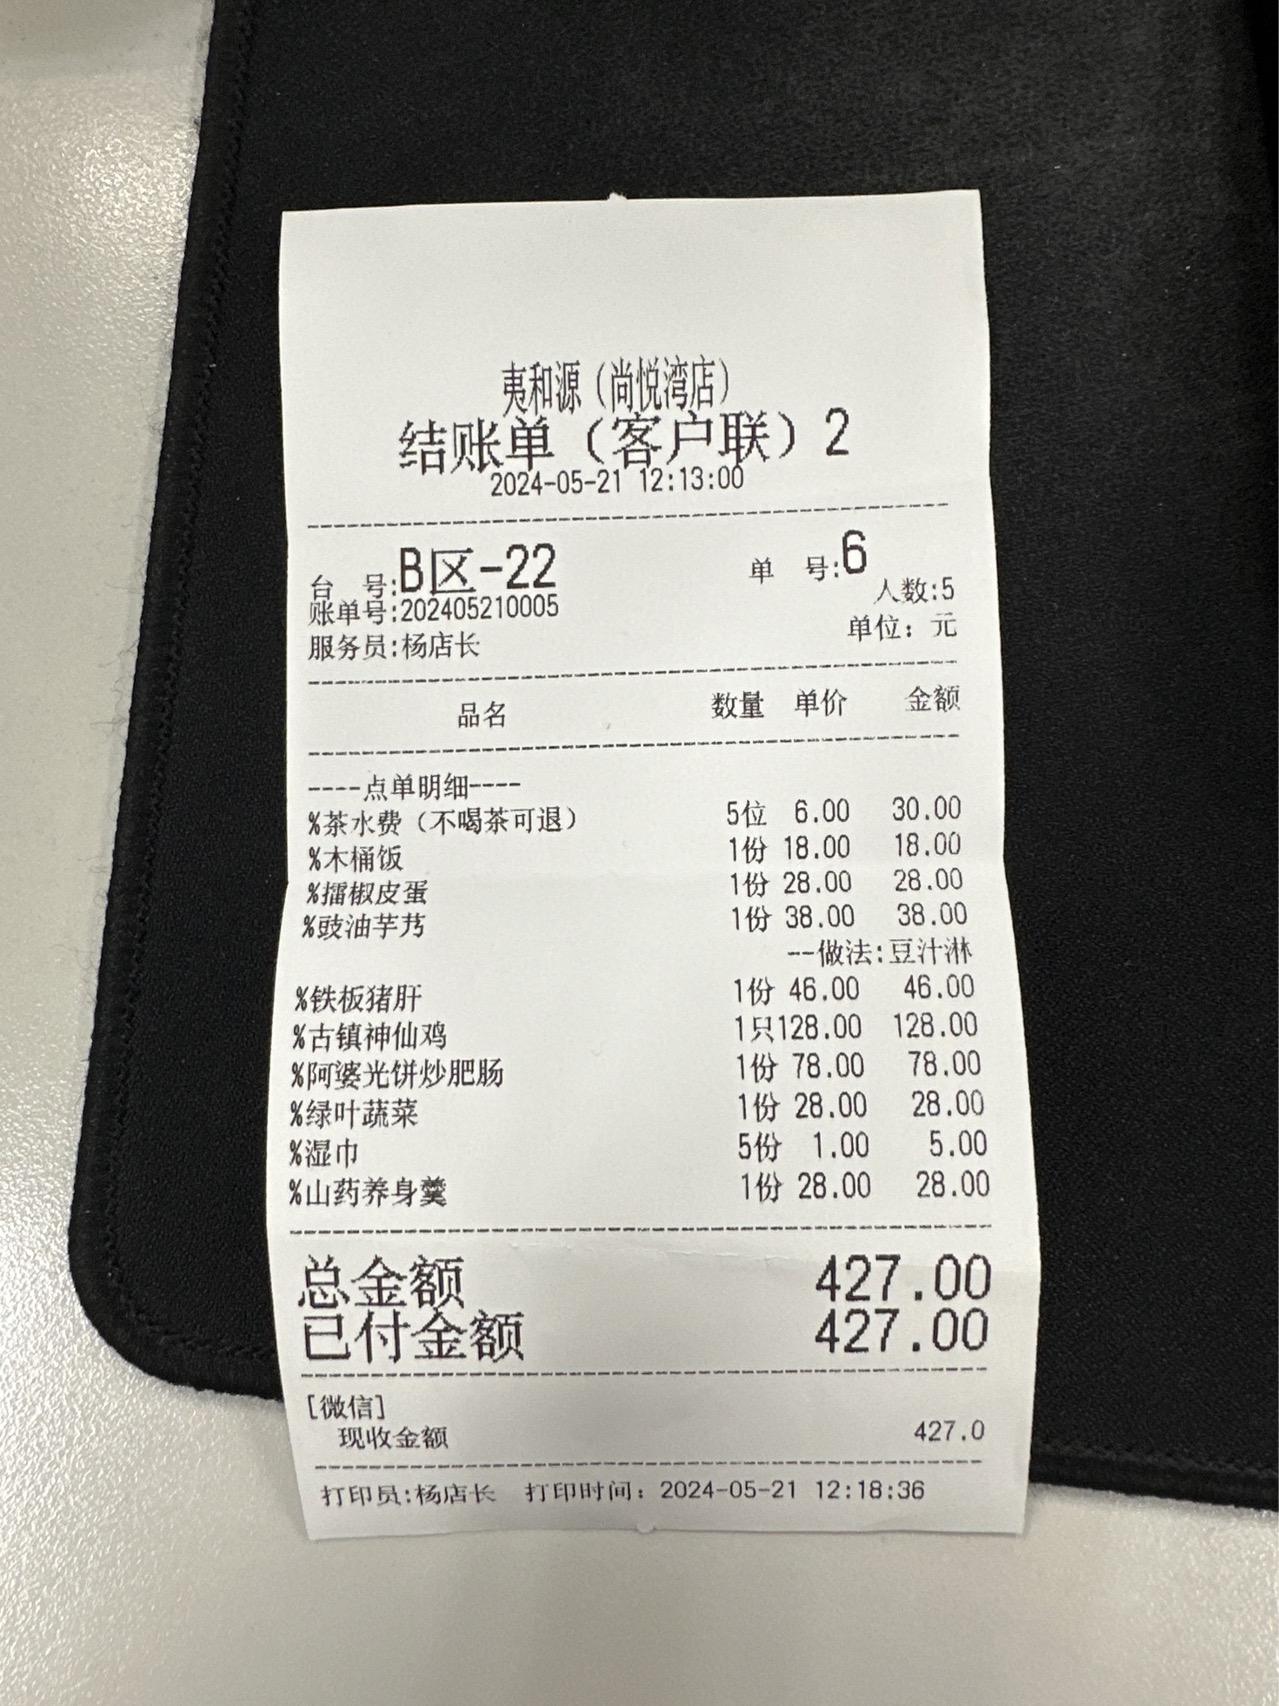 夷和源（尚悦湾店）
结账单（客户联）2
2024-05-21 12:13:00
台 号:B区-22 单 号:6
人数:5
账单号:202405210005
单位：元
服务员:杨店长
品名 数量 单价 金额
----点单明细----
%茶水费（不喝茶可退） 5位 6.00 30.00
%木桶饭 1份 18.00 18.00
%擂椒皮蛋 1份 28.00 28.00
%豉油芋艿 1份 38.00 38.00
--做法:豆汁淋
%铁板猪肝 1份 46.00 46.00
%古镇神仙鸡 1只128.00 128.00
%阿婆光饼炒肥肠 1份 78.00 78.00
%绿叶蔬菜 1份 28.00 28.00
%湿巾 5份 1.00 5.00
%山药养身羹 1份 28.00 28.00
总金额 427.00
已付金额 427.00
[微信]
现收金额 427.0
打印员:杨店长 打印时间：2024-05-21 12:18:36